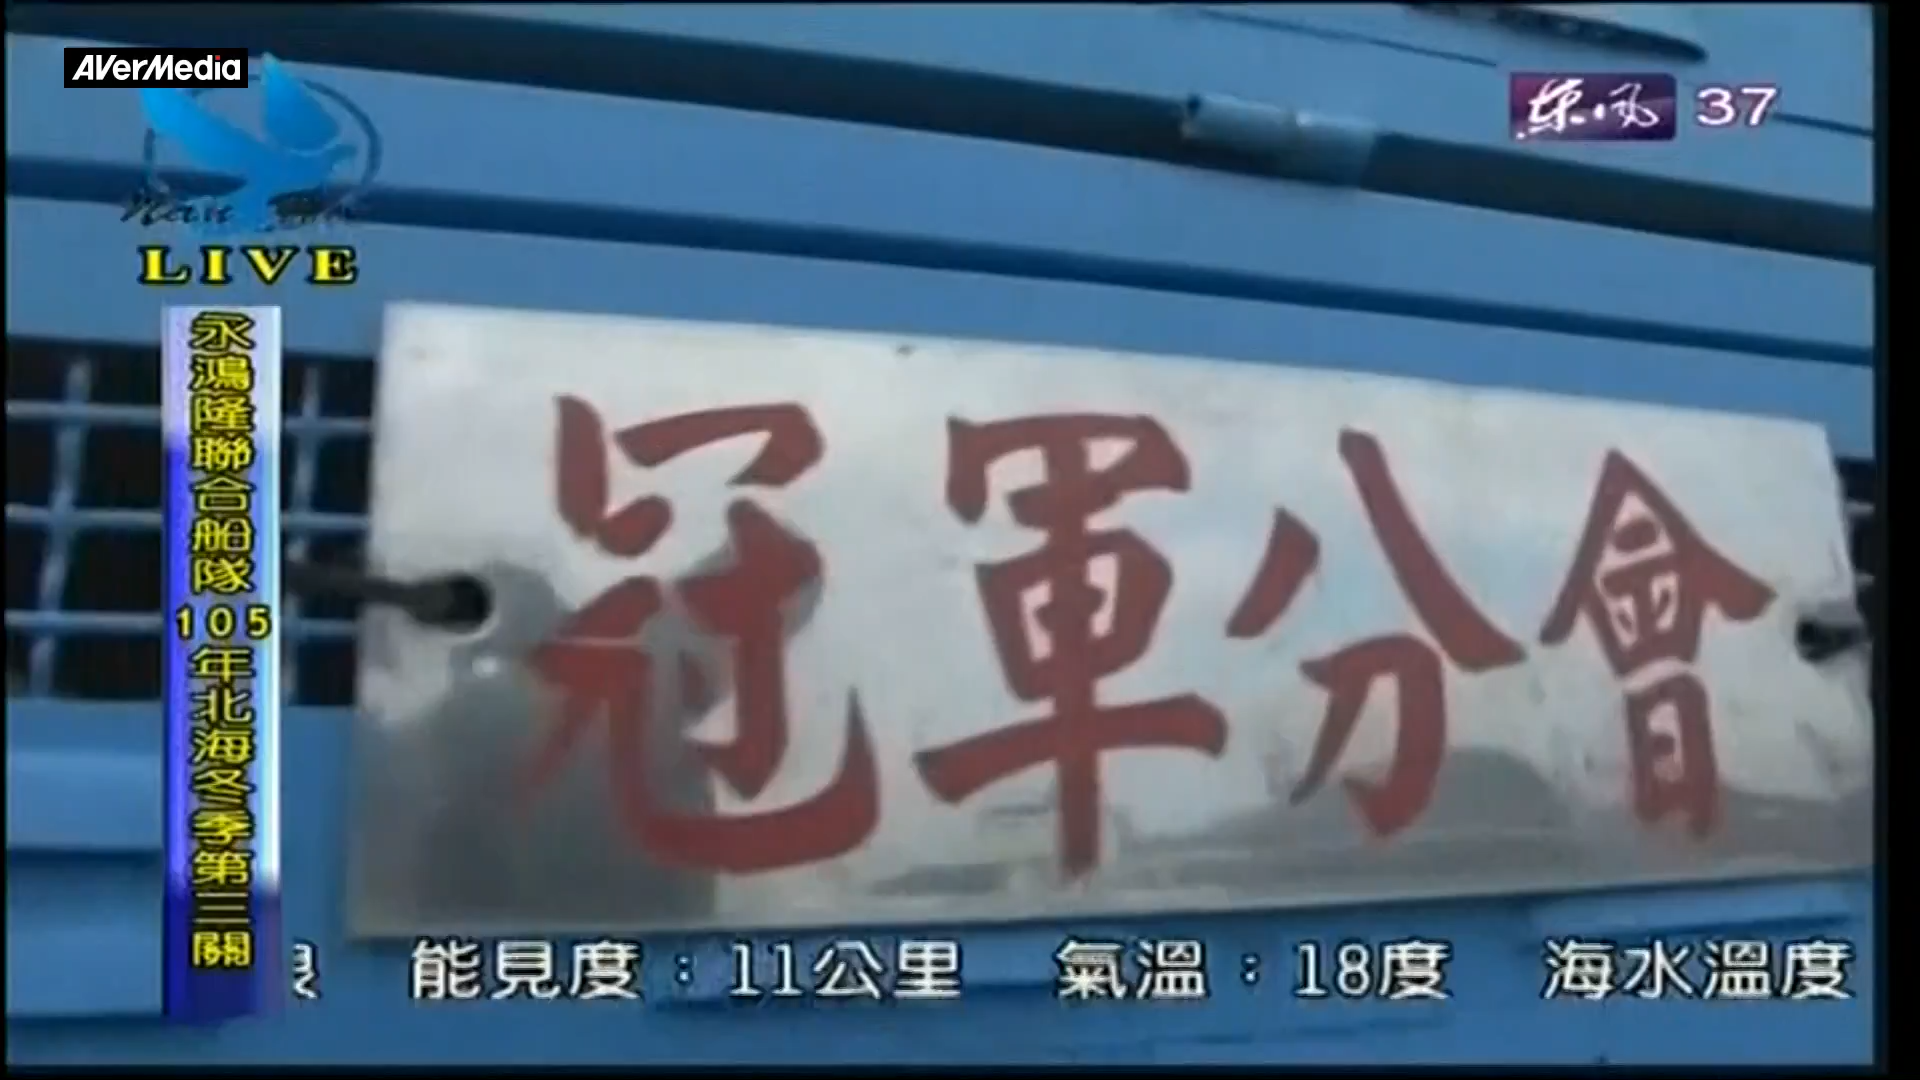 AVerMedia
东风 37
LIVE
永鴻隆聯合船隊105年北海冬季第三關
冠軍分會
能見度：11公里 氣溫：18度 海水溫度